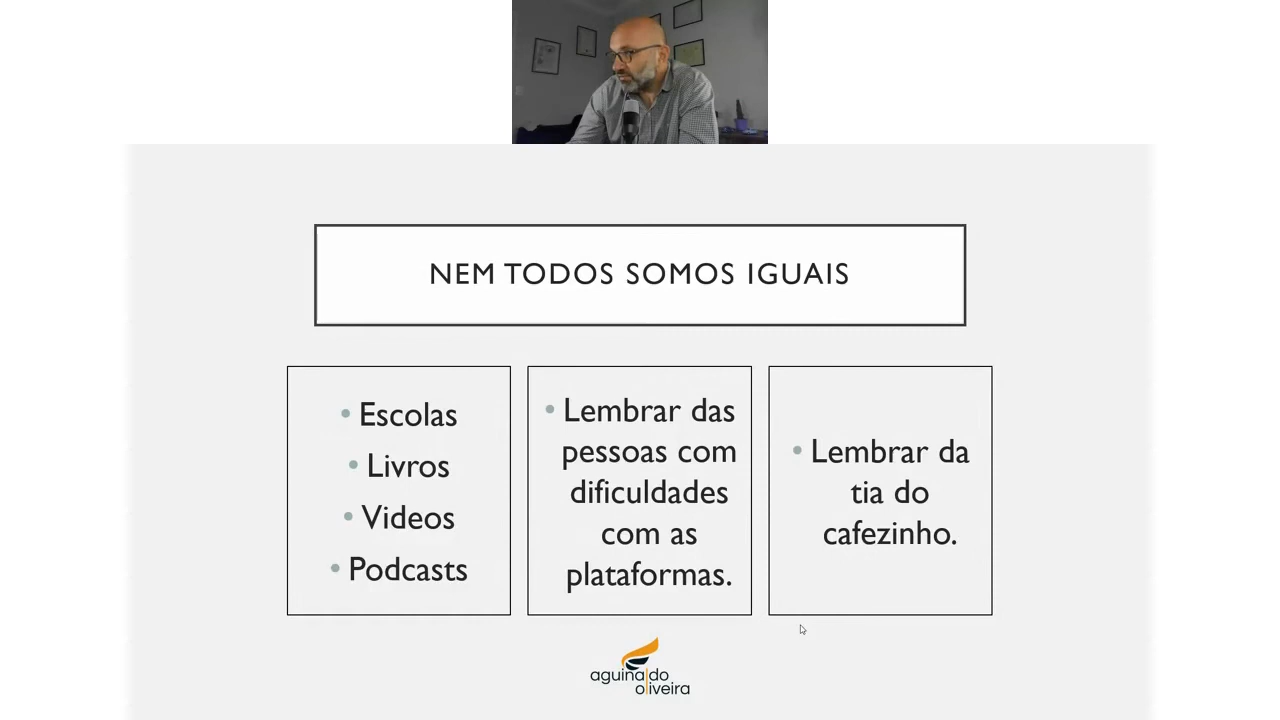 NEM TODOS SOMOS IGUAIS
• Escolas
• Livros
• Videos
• Podcasts
• Lembrar das
pessoas com
dificuldades
com as
plataformas.
• Lembrar da
tia do
cafezinho.
aguinaldo
oliveira